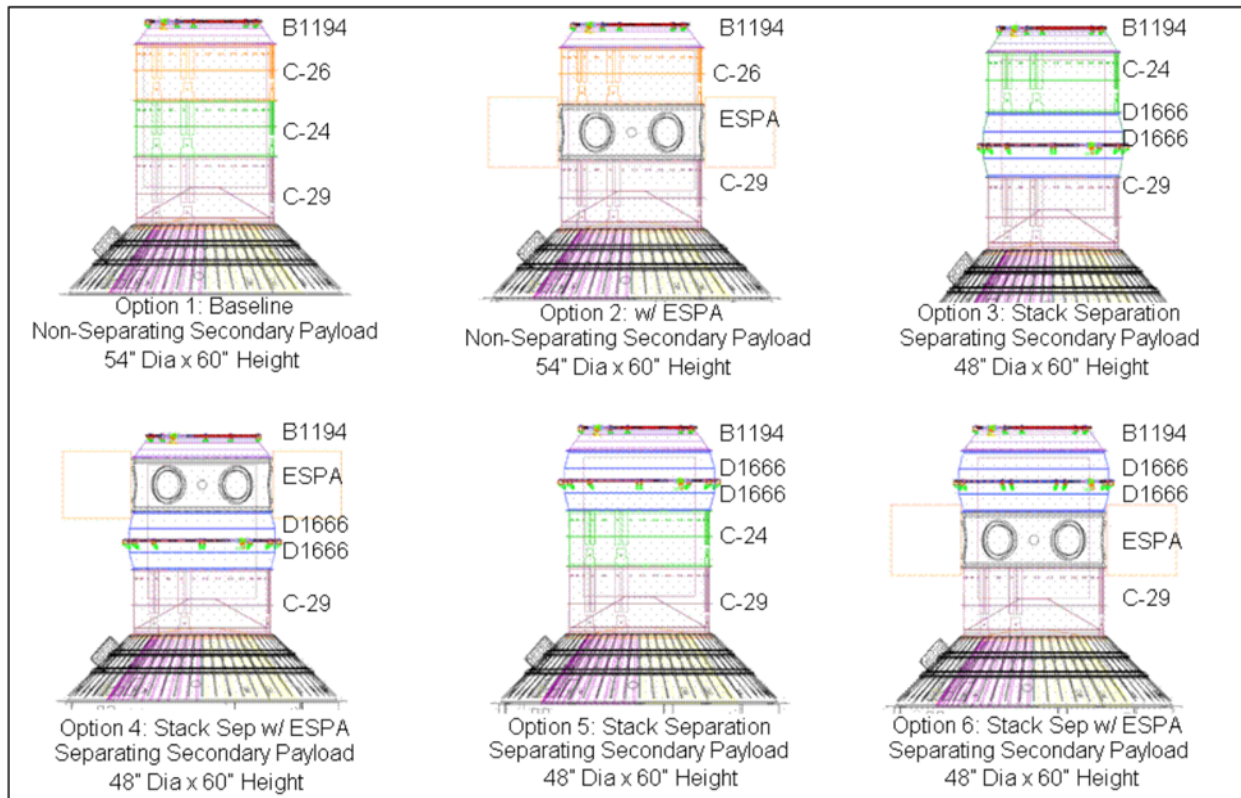 B1194
C-26
C-24
C-29
Option 1: Baseline
Non-Separating Secondary Payload
54" Dia x 60" Height
B1194
C-26
ESPA
C-29
Option 2: w/ ESPA
Non-Separating Secondary Payload
54" Dia x 60" Height
B1194
C-24
D1666
D1666
C-29
Option 3: Stack Separation
Separating Secondary Payload
48" Dia x 60" Height
B1194
ESPA
D1666
D1666
C-29
Option 4: Stack Sep w/ ESPA
Separating Secondary Payload
48" Dia x 60" Height
B1194
D1666
D1666
C-24
C-29
Option 5: Stack Separation
Separating Secondary Payload
48" Dia x 60" Height
B1194
D1666
D1666
ESPA
C-29
Option 6: Stack Sep w/ ESPA
Separating Secondary Payload
48" Dia x 60" Height